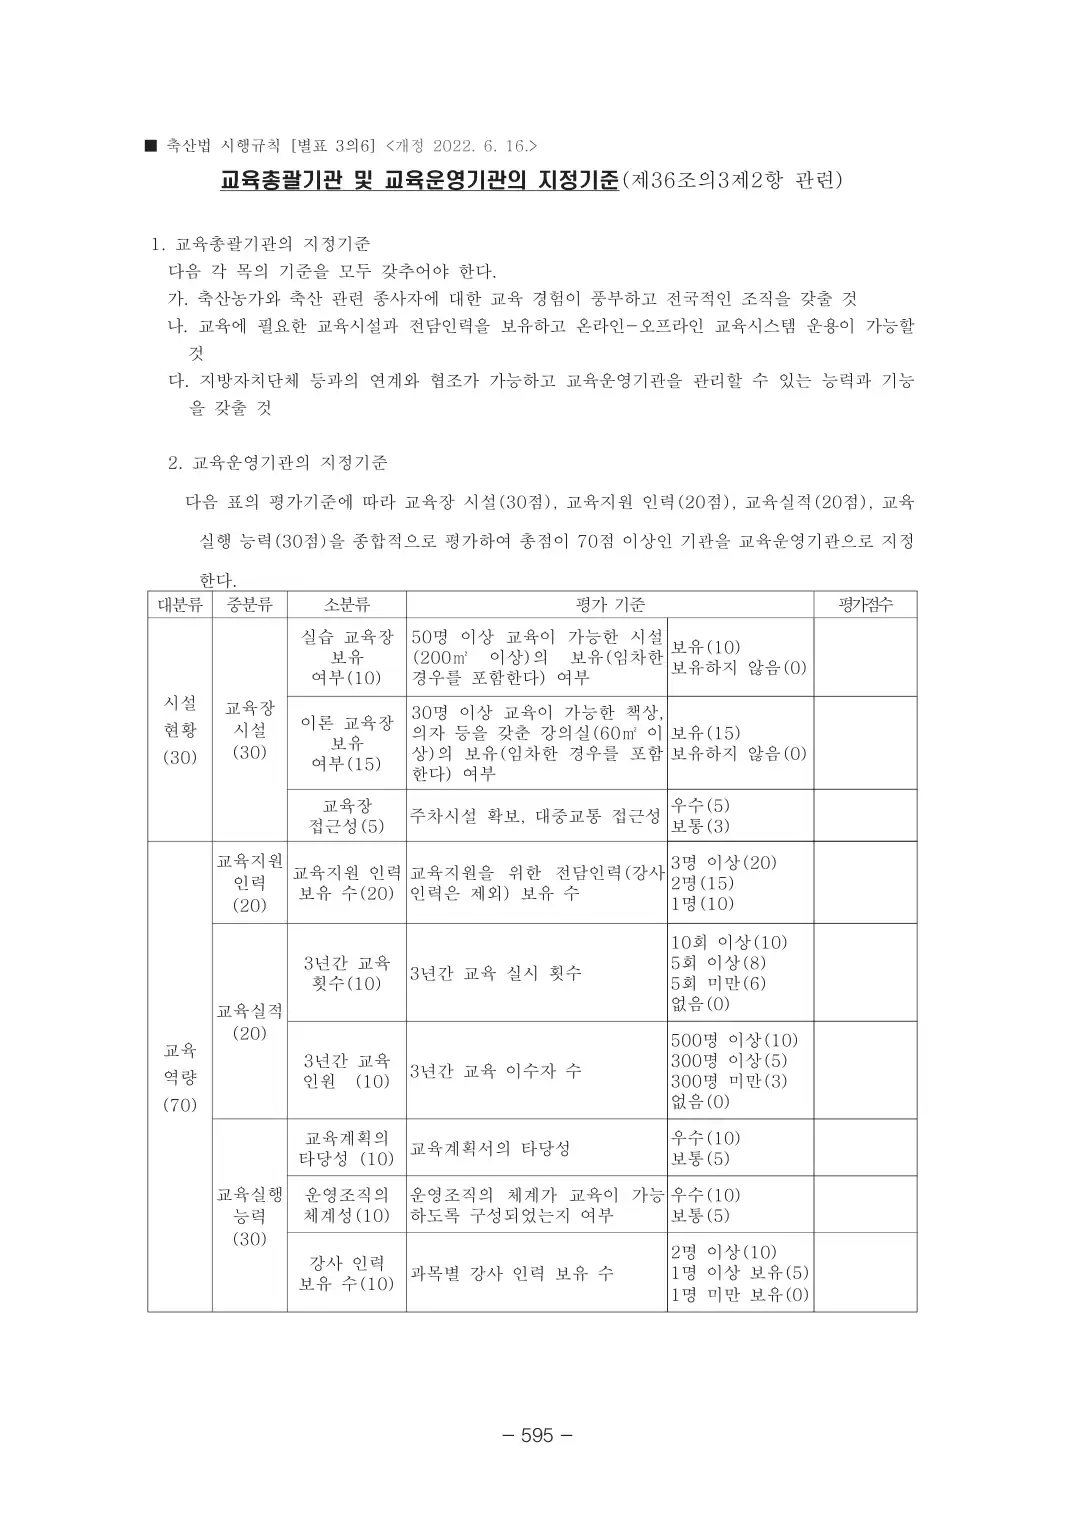 ■ 축산법 시행규칙 [별표 3의6] <개정 2022. 6. 16.>
교육총괄기관 및 교육운영기관의 지정기준(제36조의3제2항 관련)
1. 교육총괄기관의 지정기준
다음 각 목의 기준을 모두 갖추어야 한다.
가. 축산농가와 축산 관련 종사자에 대한 교육 경험이 풍부하고 전국적인 조직을 갖출 것
나. 교육에 필요한 교육시설과 전담인력을 보유하고 온라인-오프라인 교육시스템 운용이 가능할
것
다. 지방자치단체 등과의 연계와 협조가 가능하고 교육운영기관을 관리할 수 있는 능력과 기능
을 갖출 것
2. 교육운영기관의 지정기준
다음 표의 평가기준에 따라 교육장 시설(30점), 교육지원 인력(20점), 교육실적(20점), 교육
실행 능력(30점)을 종합적으로 평가하여 총점이 70점 이상인 기관을 교육운영기관으로 지정
한다.
대분류 중분류 소분류 평가 기준 평가점수
시설
현황
(30)
교육장
시설
(30)
실습 교육장
보유
여부(10)
50명 이상 교육이 가능한 시설
(200㎡ 이상)의 보유(임차한
경우를 포함한다) 여부
보유(10)
보유하지 않음(0)
이론 교육장
보유
여부(15)
30명 이상 교육이 가능한 책상,
의자 등을 갖춘 강의실(60㎡ 이
상)의 보유(임차한 경우를 포함
한다) 여부
보유(15)
보유하지 않음(0)
교육장
접근성(5)
주차시설 확보, 대중교통 접근성
우수(5)
보통(3)
교육
역량
(70)
교육지원
인력
(20)
교육지원 인력
보유 수(20)
교육지원을 위한 전담인력(강사
인력은 제외) 보유 수
3명 이상(20)
2명(15)
1명(10)
교육실적
(20)
3년간 교육
횟수(10)
3년간 교육 실시 횟수
10회 이상(10)
5회 이상(8)
5회 미만(6)
없음(0)
3년간 교육
인원 (10)
3년간 교육 이수자 수
500명 이상(10)
300명 이상(5)
300명 미만(3)
없음(0)
교육실행
능력
(30)
교육계획의
타당성 (10)
교육계획서의 타당성
우수(10)
보통(5)
운영조직의
체계성(10)
운영조직의 체계가 교육이 가능
하도록 구성되었는지 여부
우수(10)
보통(5)
강사 인력
보유 수(10)
과목별 강사 인력 보유 수
2명 이상(10)
1명 이상 보유(5)
1명 미만 보유(0)
- 595 -